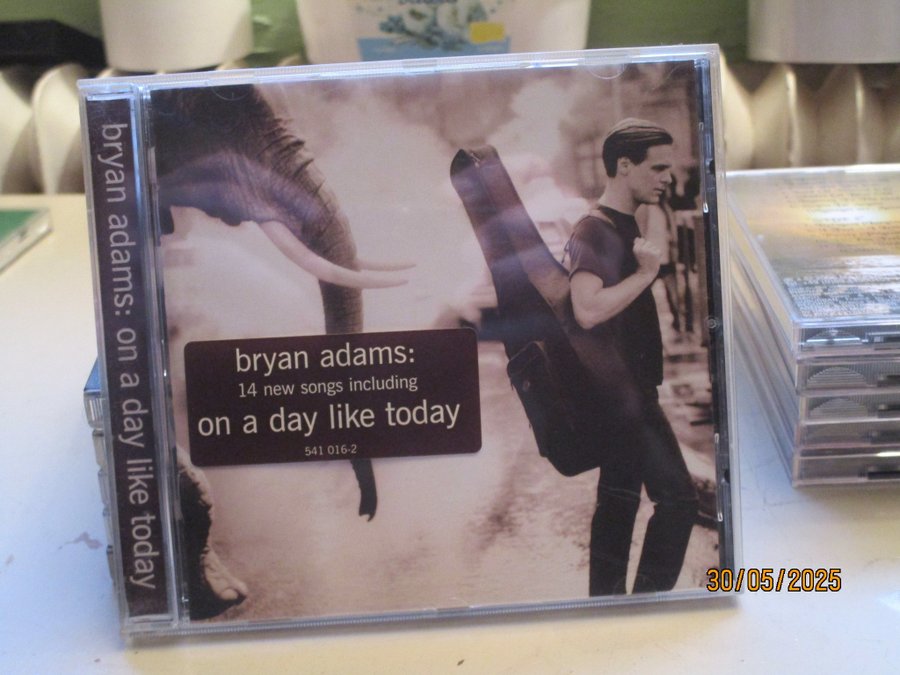 bryan adams: on a day like today
bryan adams:
14 new songs including
on a day like today
541 016-2
30/05/2025